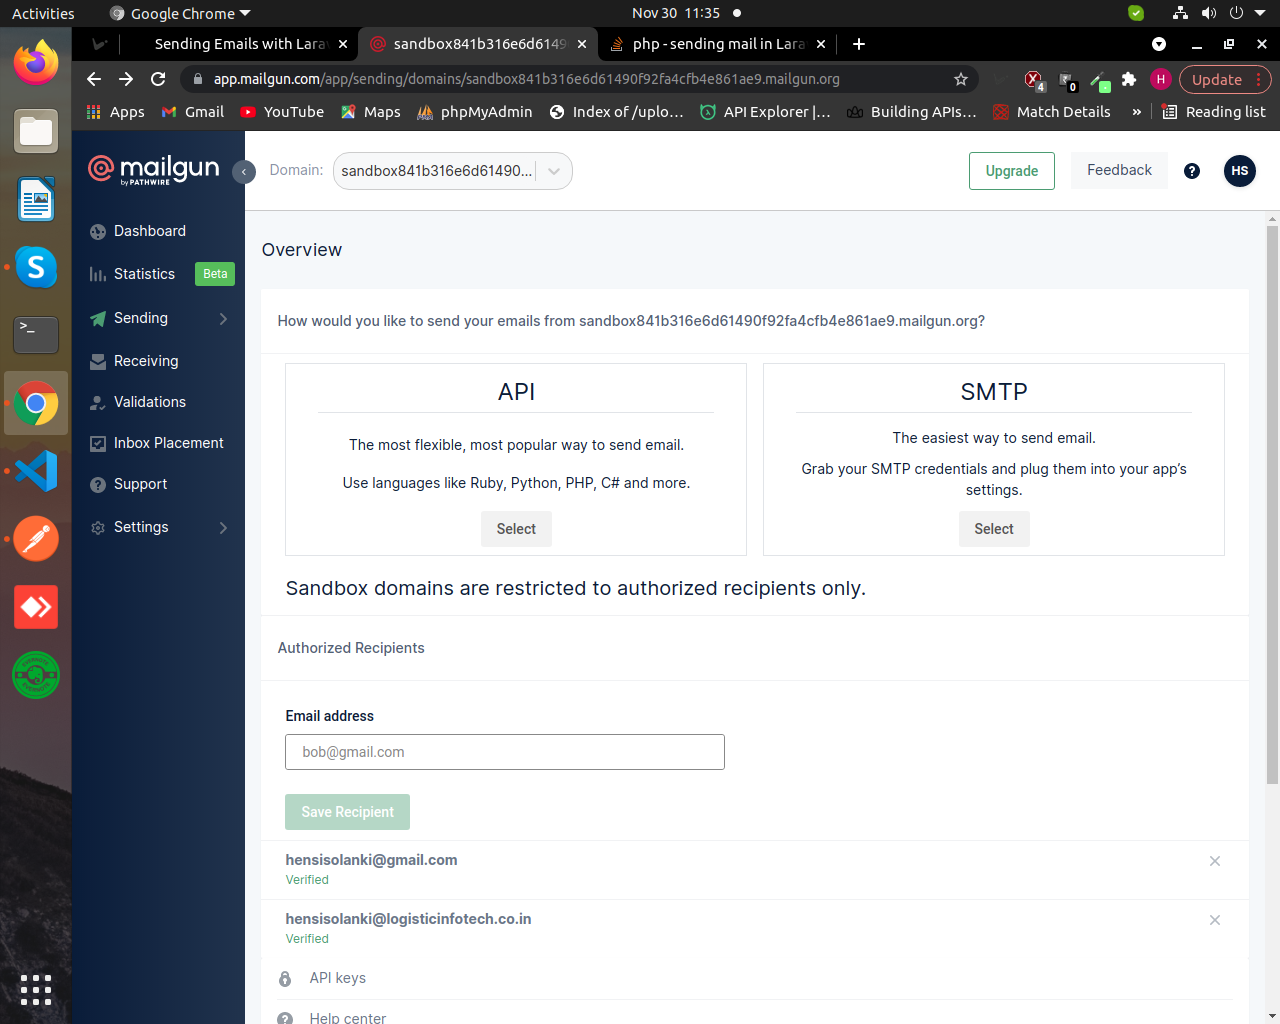 Activities
Google Chrome
Nov 30 11:35
Sending Emails with Lara
sandbox841b316e6d6149
php - sending mail in Lara
app.mailgun.com/app/sending/domains/sandbox841b316e6d61490f92fa4cfb4e861ae9.mailgun.org
4
0
H
Update
Apps
Gmail
YouTube
Maps
phpMyAdmin
Index of /uplo...
API Explorer |...
Building APIs...
Match Details
»
Reading list
mailgun
by PATHWIRE
Domain:
sandbox841b316e6d61490...
Upgrade
Feedback
?
HS
Dashboard
Statistics
Beta
Sending
Receiving
Validations
Inbox Placement
Support
Settings
Overview
How would you like to send your emails from sandbox841b316e6d61490f92fa4cfb4e861ae9.mailgun.org?
API
The most flexible, most popular way to send email.
Use languages like Ruby, Python, PHP, C# and more.
Select
SMTP
The easiest way to send email.
Grab your SMTP credentials and plug them into your app’s
settings.
Select
Sandbox domains are restricted to authorized recipients only.
Authorized Recipients
Email address
bob@gmail.com
Save Recipient
hensisolanki@gmail.com
Verified
hensisolanki@logisticinfotech.co.in
Verified
API keys
Help center